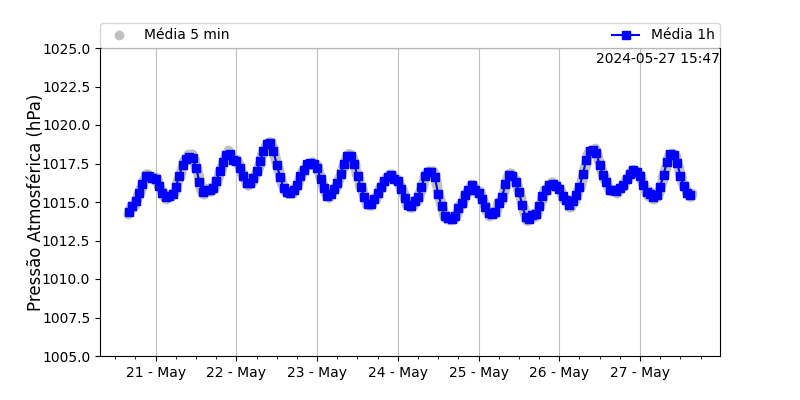 Média 5 min
Média 1h
2024-05-27 15:47
Pressão Atmosférica (hPa)
1025.0
1022.5
1020.0
1017.5
1015.0
1012.5
1010.0
1007.5
1005.0
21 - May
22 - May
23 - May
24 - May
25 - May
26 - May
27 - May